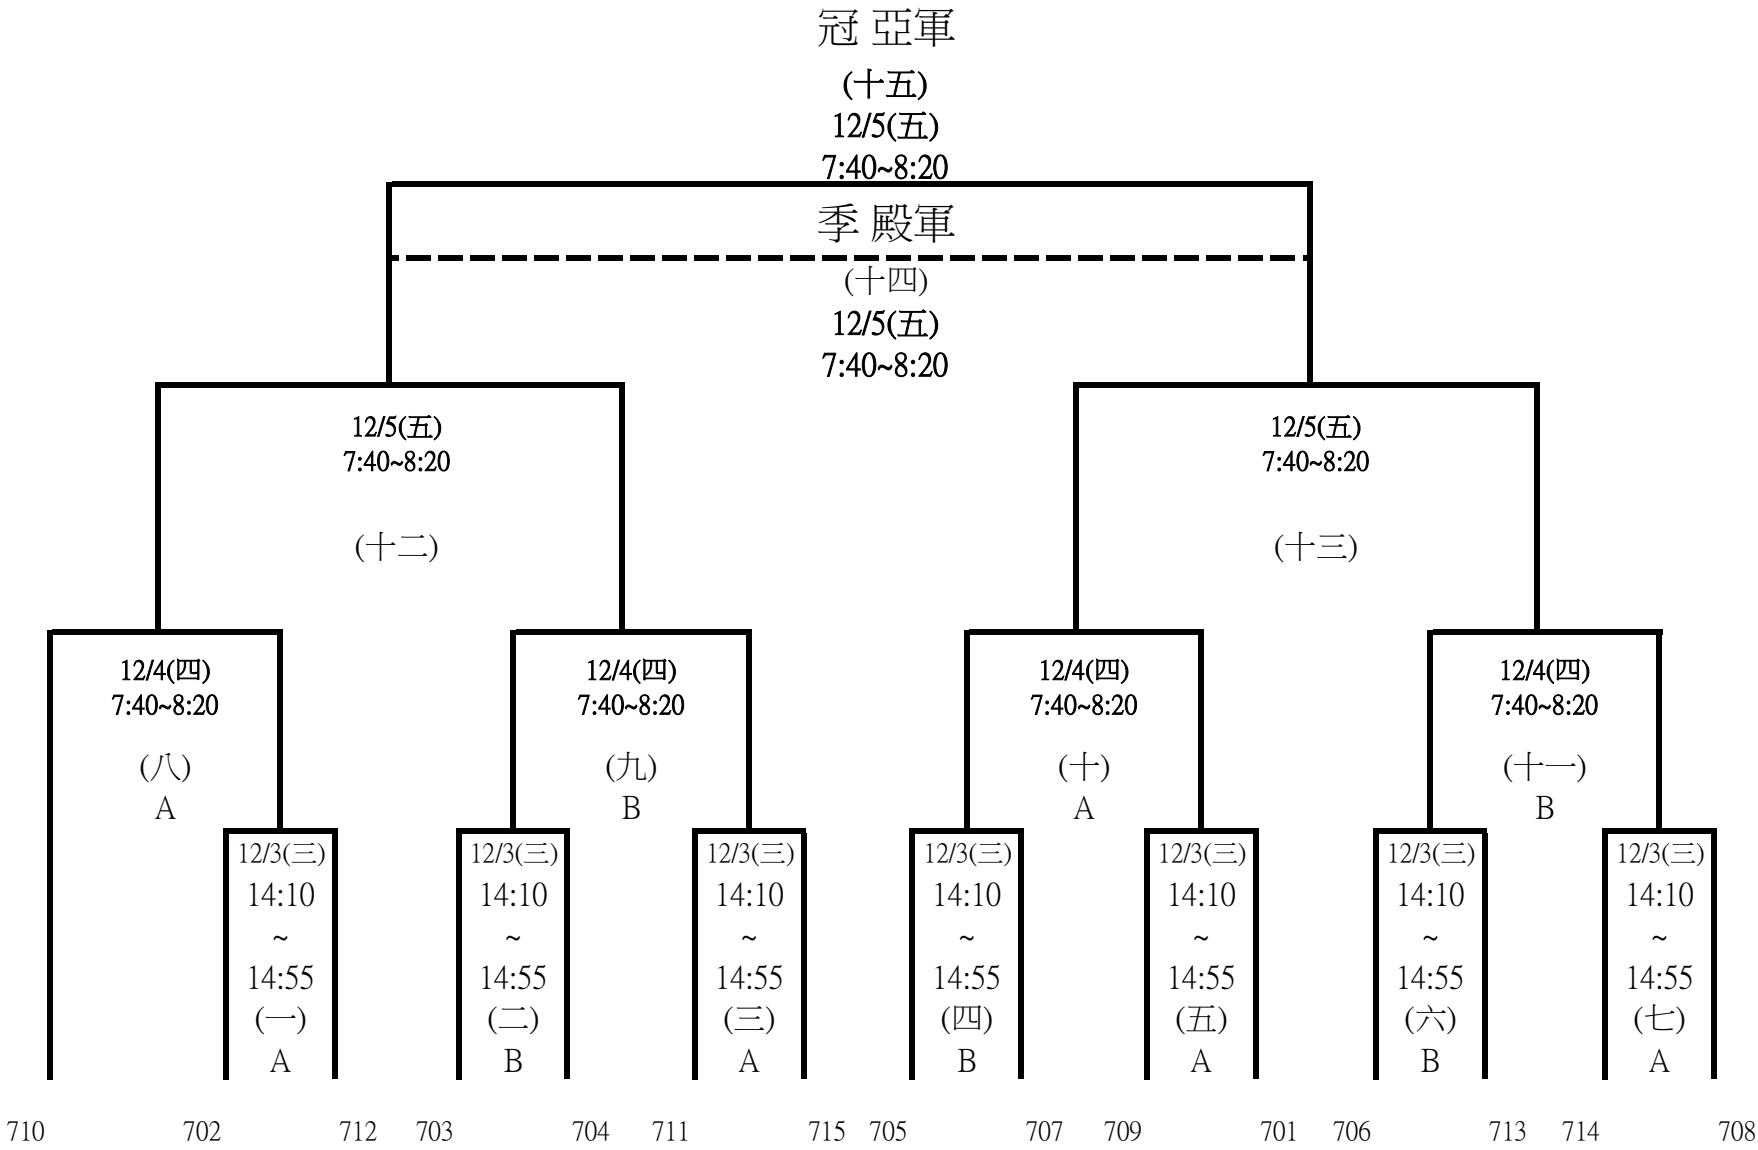 冠 亞軍
(十五)
12/5(五)
7:40~8:20
季 殿軍
(十四)
12/5(五)
7:40~8:20
12/5(五)
7:40~8:20
(十二)
12/5(五)
7:40~8:20
(十三)
12/4(四)
7:40~8:20
(八)
A
12/4(四)
7:40~8:20
(九)
B
12/4(四)
7:40~8:20
(十)
A
12/4(四)
7:40~8:20
(十一)
B
12/3(三)
14:10
~
14:55
(一)
A
12/3(三)
14:10
~
14:55
(二)
B
12/3(三)
14:10
~
14:55
(三)
A
12/3(三)
14:10
~
14:55
(四)
B
12/3(三)
14:10
~
14:55
(五)
A
12/3(三)
14:10
~
14:55
(六)
B
12/3(三)
14:10
~
14:55
(七)
A
710 702 712 703 704 711 715 705 707 709 701 706 713 714 708